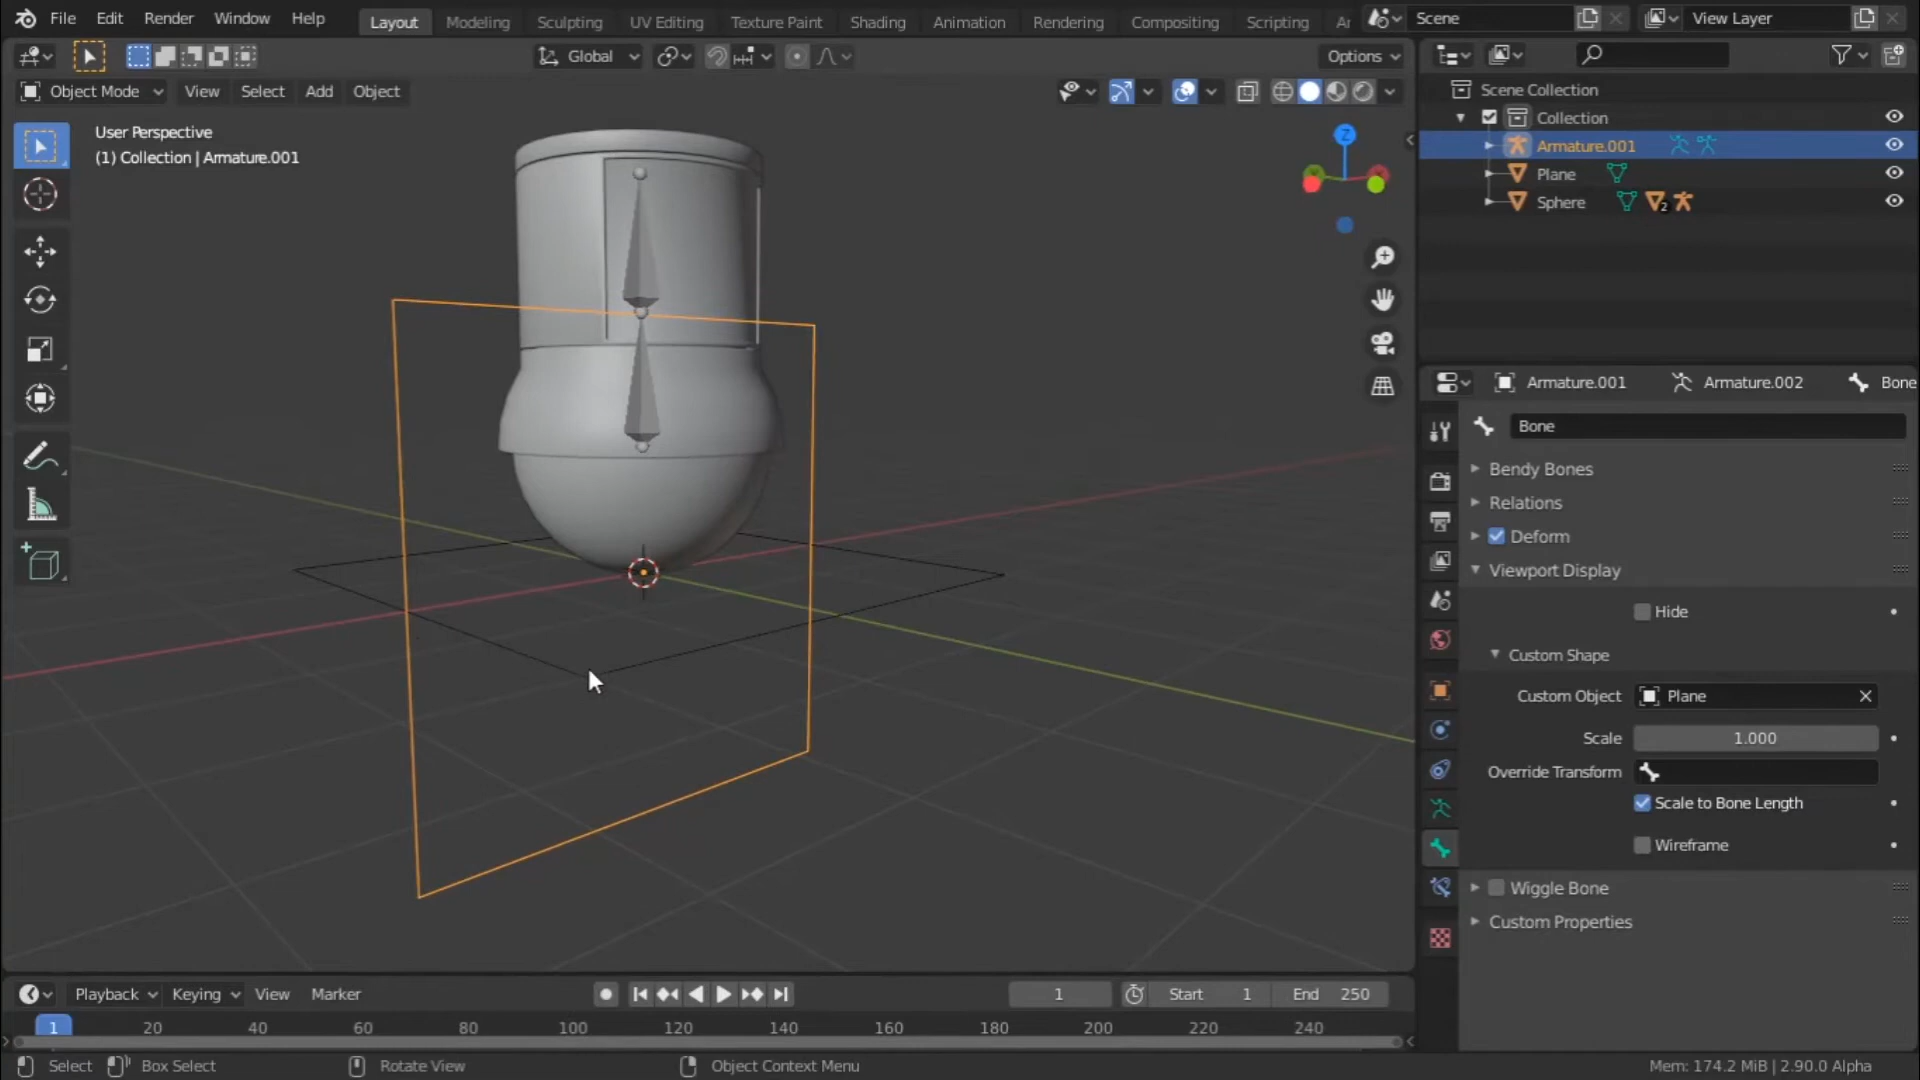 File Edit Render Window Help Layout Modeling Sculpting UV Editing Texture Paint Shading Animation Rendering Compositing Scripting Ar Scene View Layer
Global Options
Object Mode View Select Add Object
User Perspective
(1) Collection | Armature.001
Z
Scene Collection
Collection
Armature.001
Plane
Sphere 2
Armature.001 Armature.002 Bone
Bone
Bendy Bones
Relations
Deform
Viewport Display
Hide
Custom Shape
Custom Object Plane
Scale 1.000
Override Transform
Scale to Bone Length
Wireframe
Wiggle Bone
Custom Properties
Playback Keying View Marker 1 Start 1 End 250
1 20 40 60 80 100 120 140 160 180 200 220 240
Select Box Select Rotate View Object Context Menu Mem: 174.2 MiB | 2.90.0 Alpha